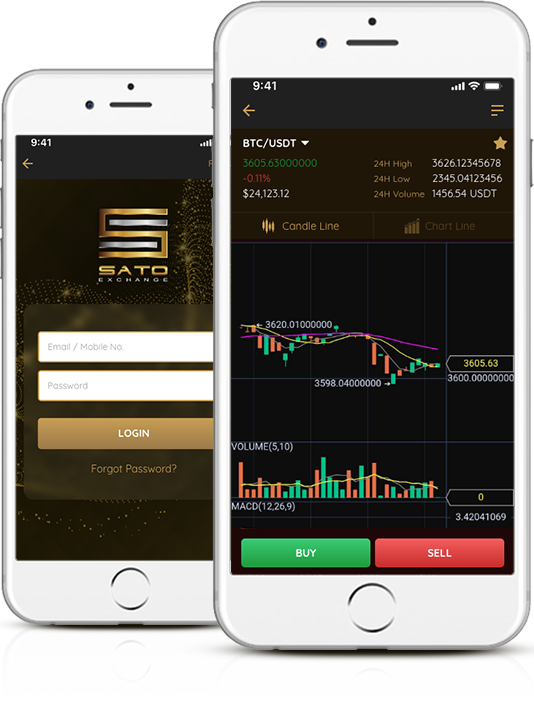 9:41
SATO
EXCHANGE
Email / Mobile No.
Password
LOGIN
Forgot Password?
9:41
BTC/USDT
3605.63000000
-0.11%
$24,123.12
24H High 3626.12345678
24H Low 2345.04123456
24H Volume 1456.54 USDT
Candle Line
Chart Line
3620.01000000
3605.63
3600.00000000
3598.04000000
VOLUME(5,10)
0
MACD(12,26,9)
3.42041069
BUY
SELL